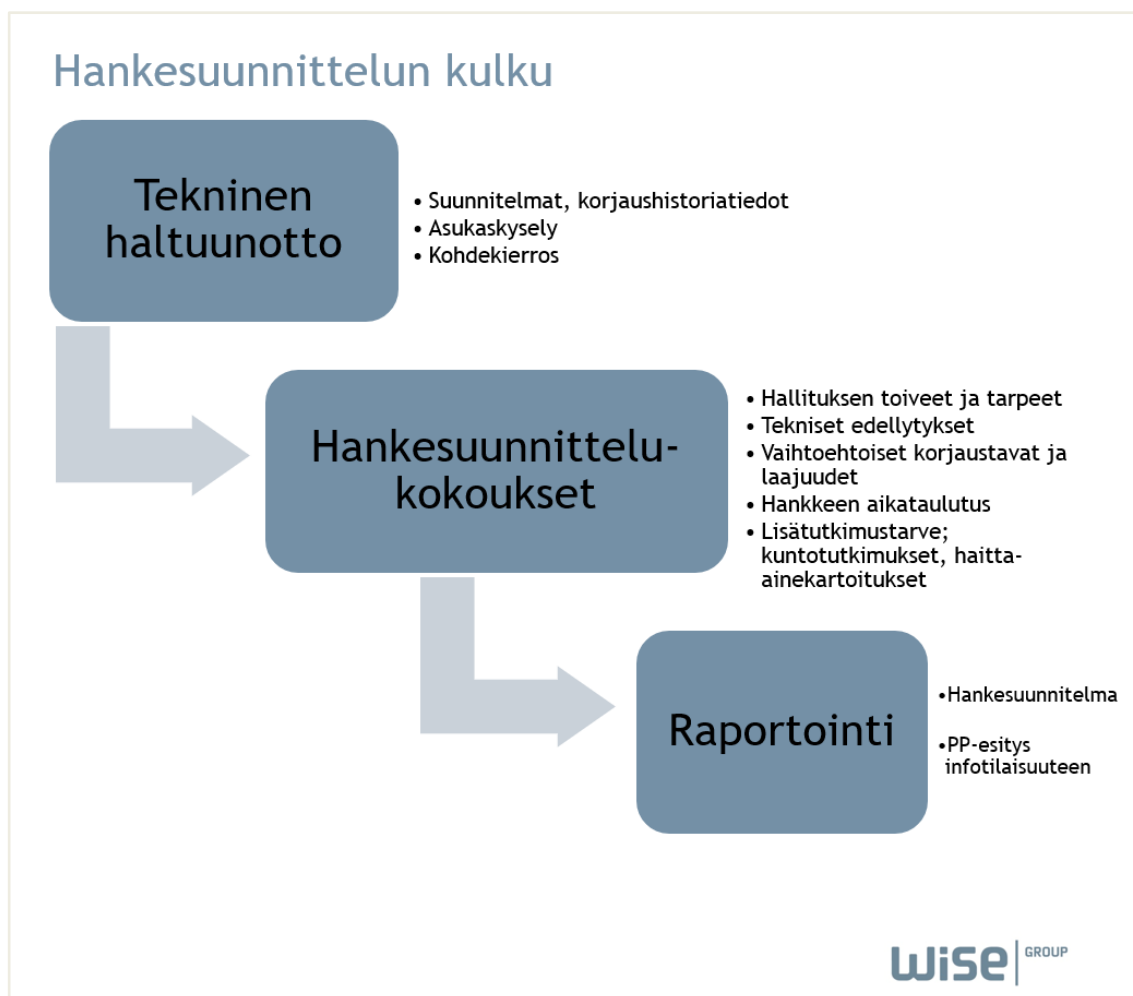 Hankesuunnittelun kulku
Tekninen
haltuunotto
• Suunnitelmat, korjaushistoriatiedot
• Asukaskysely
• Kohdekierros
Hankesuunnittelu-
kokoukset
• Hallituksen toiveet ja tarpeet
• Tekniset edellytykset
• Vaihtoehtoiset korjaustavat ja
laajuudet
• Hankkeen aikataulutus
• Lisätutkimustarve;
kuntotutkimukset, haitta-
ainekartoitukset
Raportointi
•Hankesuunnitelma
•PP-esitys
infotilaisuuteen
wise GROUP